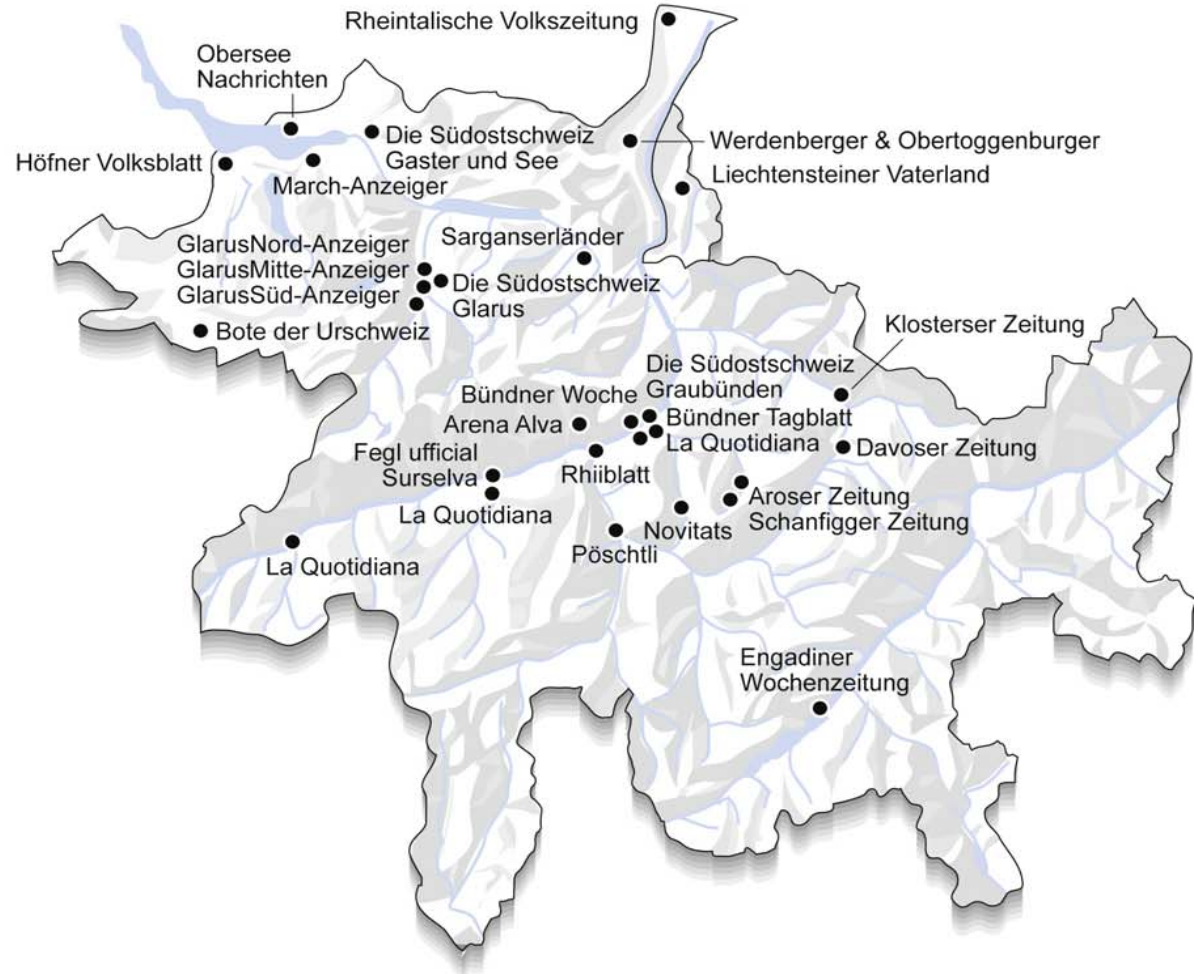 Rheintalische Volkszeitung
Obersee
Nachrichten
Die Südostschweiz
Gaster und See
Werdenberger & Obertoggenburger
Höfner Volksblatt
March-Anzeiger
Liechtensteiner Vaterland
GlarusNord-Anzeiger
GlarusMitte-Anzeiger
GlarusSüd-Anzeiger
Sarganserländer
Die Südostschweiz
Glarus
Bote der Urschweiz
Klosterser Zeitung
Die Südostschweiz
Graubünden
Bündner Woche
Arena Alva
Bündner Tagblatt
La Quotidiana
Davoser Zeitung
Fegl ufficial
Surselva
Rhiiblatt
La Quotidiana
Aroser Zeitung
Schanfigger Zeitung
Novitats
Pöschtli
La Quotidiana
Engadiner
Wochenzeitung